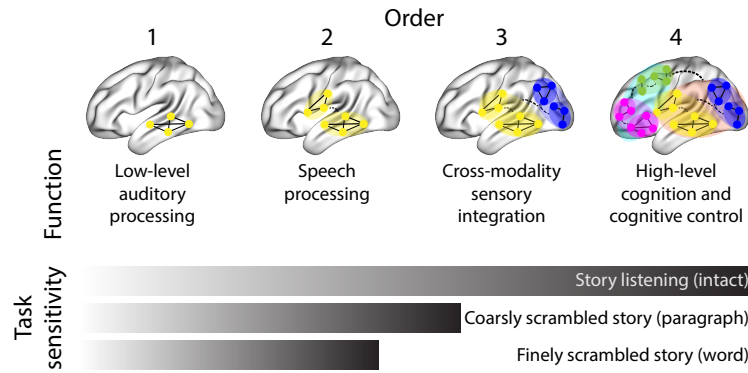 Order
1 2 3 4
Function
Low-level
auditory
processing
Speech
processing
Cross-modality
sensory
integration
High-level
cognition and
cognitive control
Task
sensitivity
Story listening (intact)
Coarsly scrambled story (paragraph)
Finely scrambled story (word)